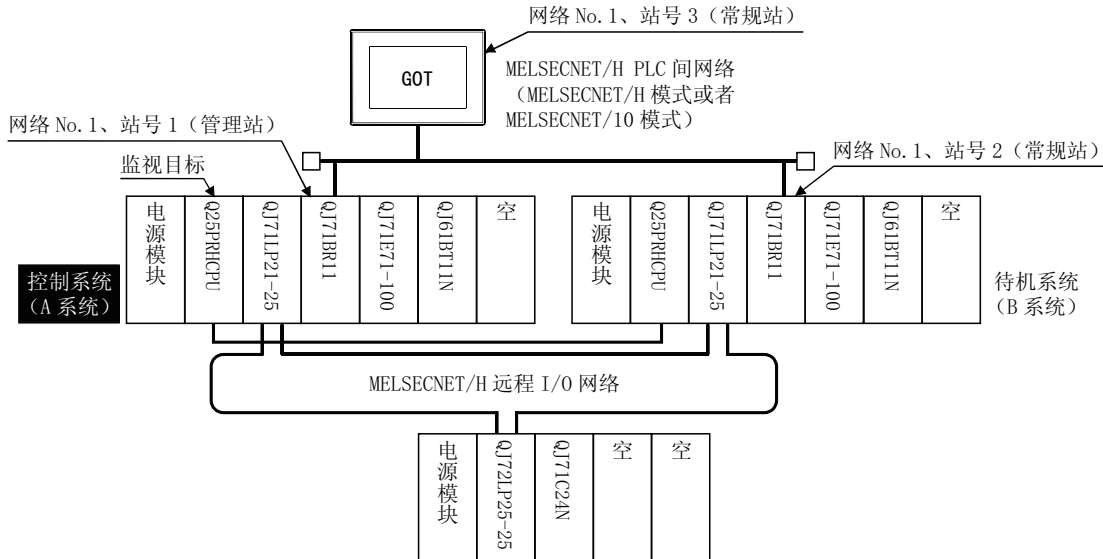 网络 No.1、站号 3（常规站）
GOT
MELSECNET/H PLC 间网络
（MELSECNET/H 模式或者
MELSECNET/10 模式）
网络 No.1、站号 1（管理站）
网络 No.1、站号 2（常规站）
监视目标
控制系统
（A 系统）
电源模块
Q25PRHCPU
QJ71LP21-25
QJ71BR11
QJ71E71-100
QJ61BT11N
空
电源模块
Q25PRHCPU
QJ71LP21-25
QJ71BR11
QJ71E71-100
QJ61BT11N
空
待机系统
（B 系统）
MELSECNET/H 远程 I/O 网络
电源模块
QJ72LP25-25
QJ71C24N
空
空